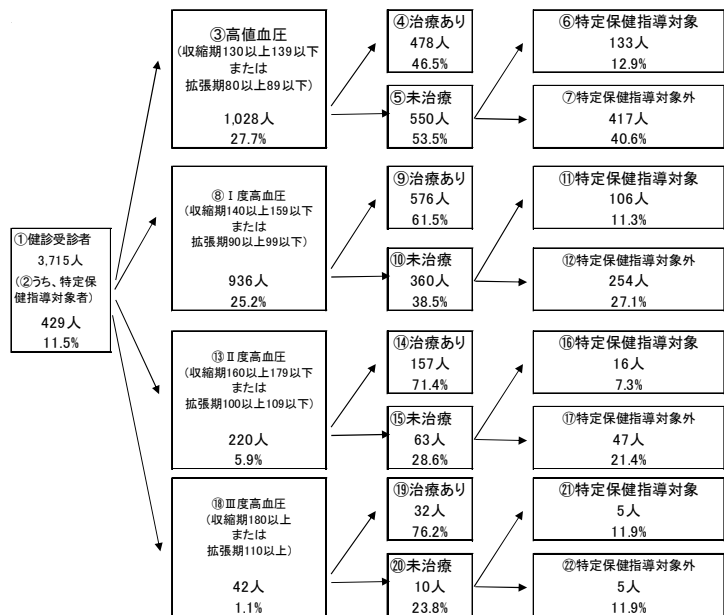 ①健診受診者
3,715人
(②うち、特定保
健指導対象者)
429人
11.5%
③高値血圧
(収縮期130以上139以下
または
拡張期80以上89以下)
1,028人
27.7%
④治療あり
478人
46.5%
⑤未治療
550人
53.5%
⑥特定保健指導対象
133人
12.9%
⑦特定保健指導対象外
417人
40.6%
⑧Ⅰ度高血圧
(収縮期140以上159以下
または
拡張期90以上99以下)
936人
25.2%
⑨治療あり
576人
61.5%
⑩未治療
360人
38.5%
⑪特定保健指導対象
106人
11.3%
⑫特定保健指導対象外
254人
27.1%
⑬Ⅱ度高血圧
(収縮期160以上179以下
または
拡張期100以上109以下)
220人
5.9%
⑭治療あり
157人
71.4%
⑮未治療
63人
28.6%
⑯特定保健指導対象
16人
7.3%
⑰特定保健指導対象外
47人
21.4%
⑱Ⅲ度高血圧
(収縮期180以上
または
拡張期110以上)
42人
1.1%
⑲治療あり
32人
76.2%
⑳未治療
10人
23.8%
㉑特定保健指導対象
5人
11.9%
㉒特定保健指導対象外
5人
11.9%